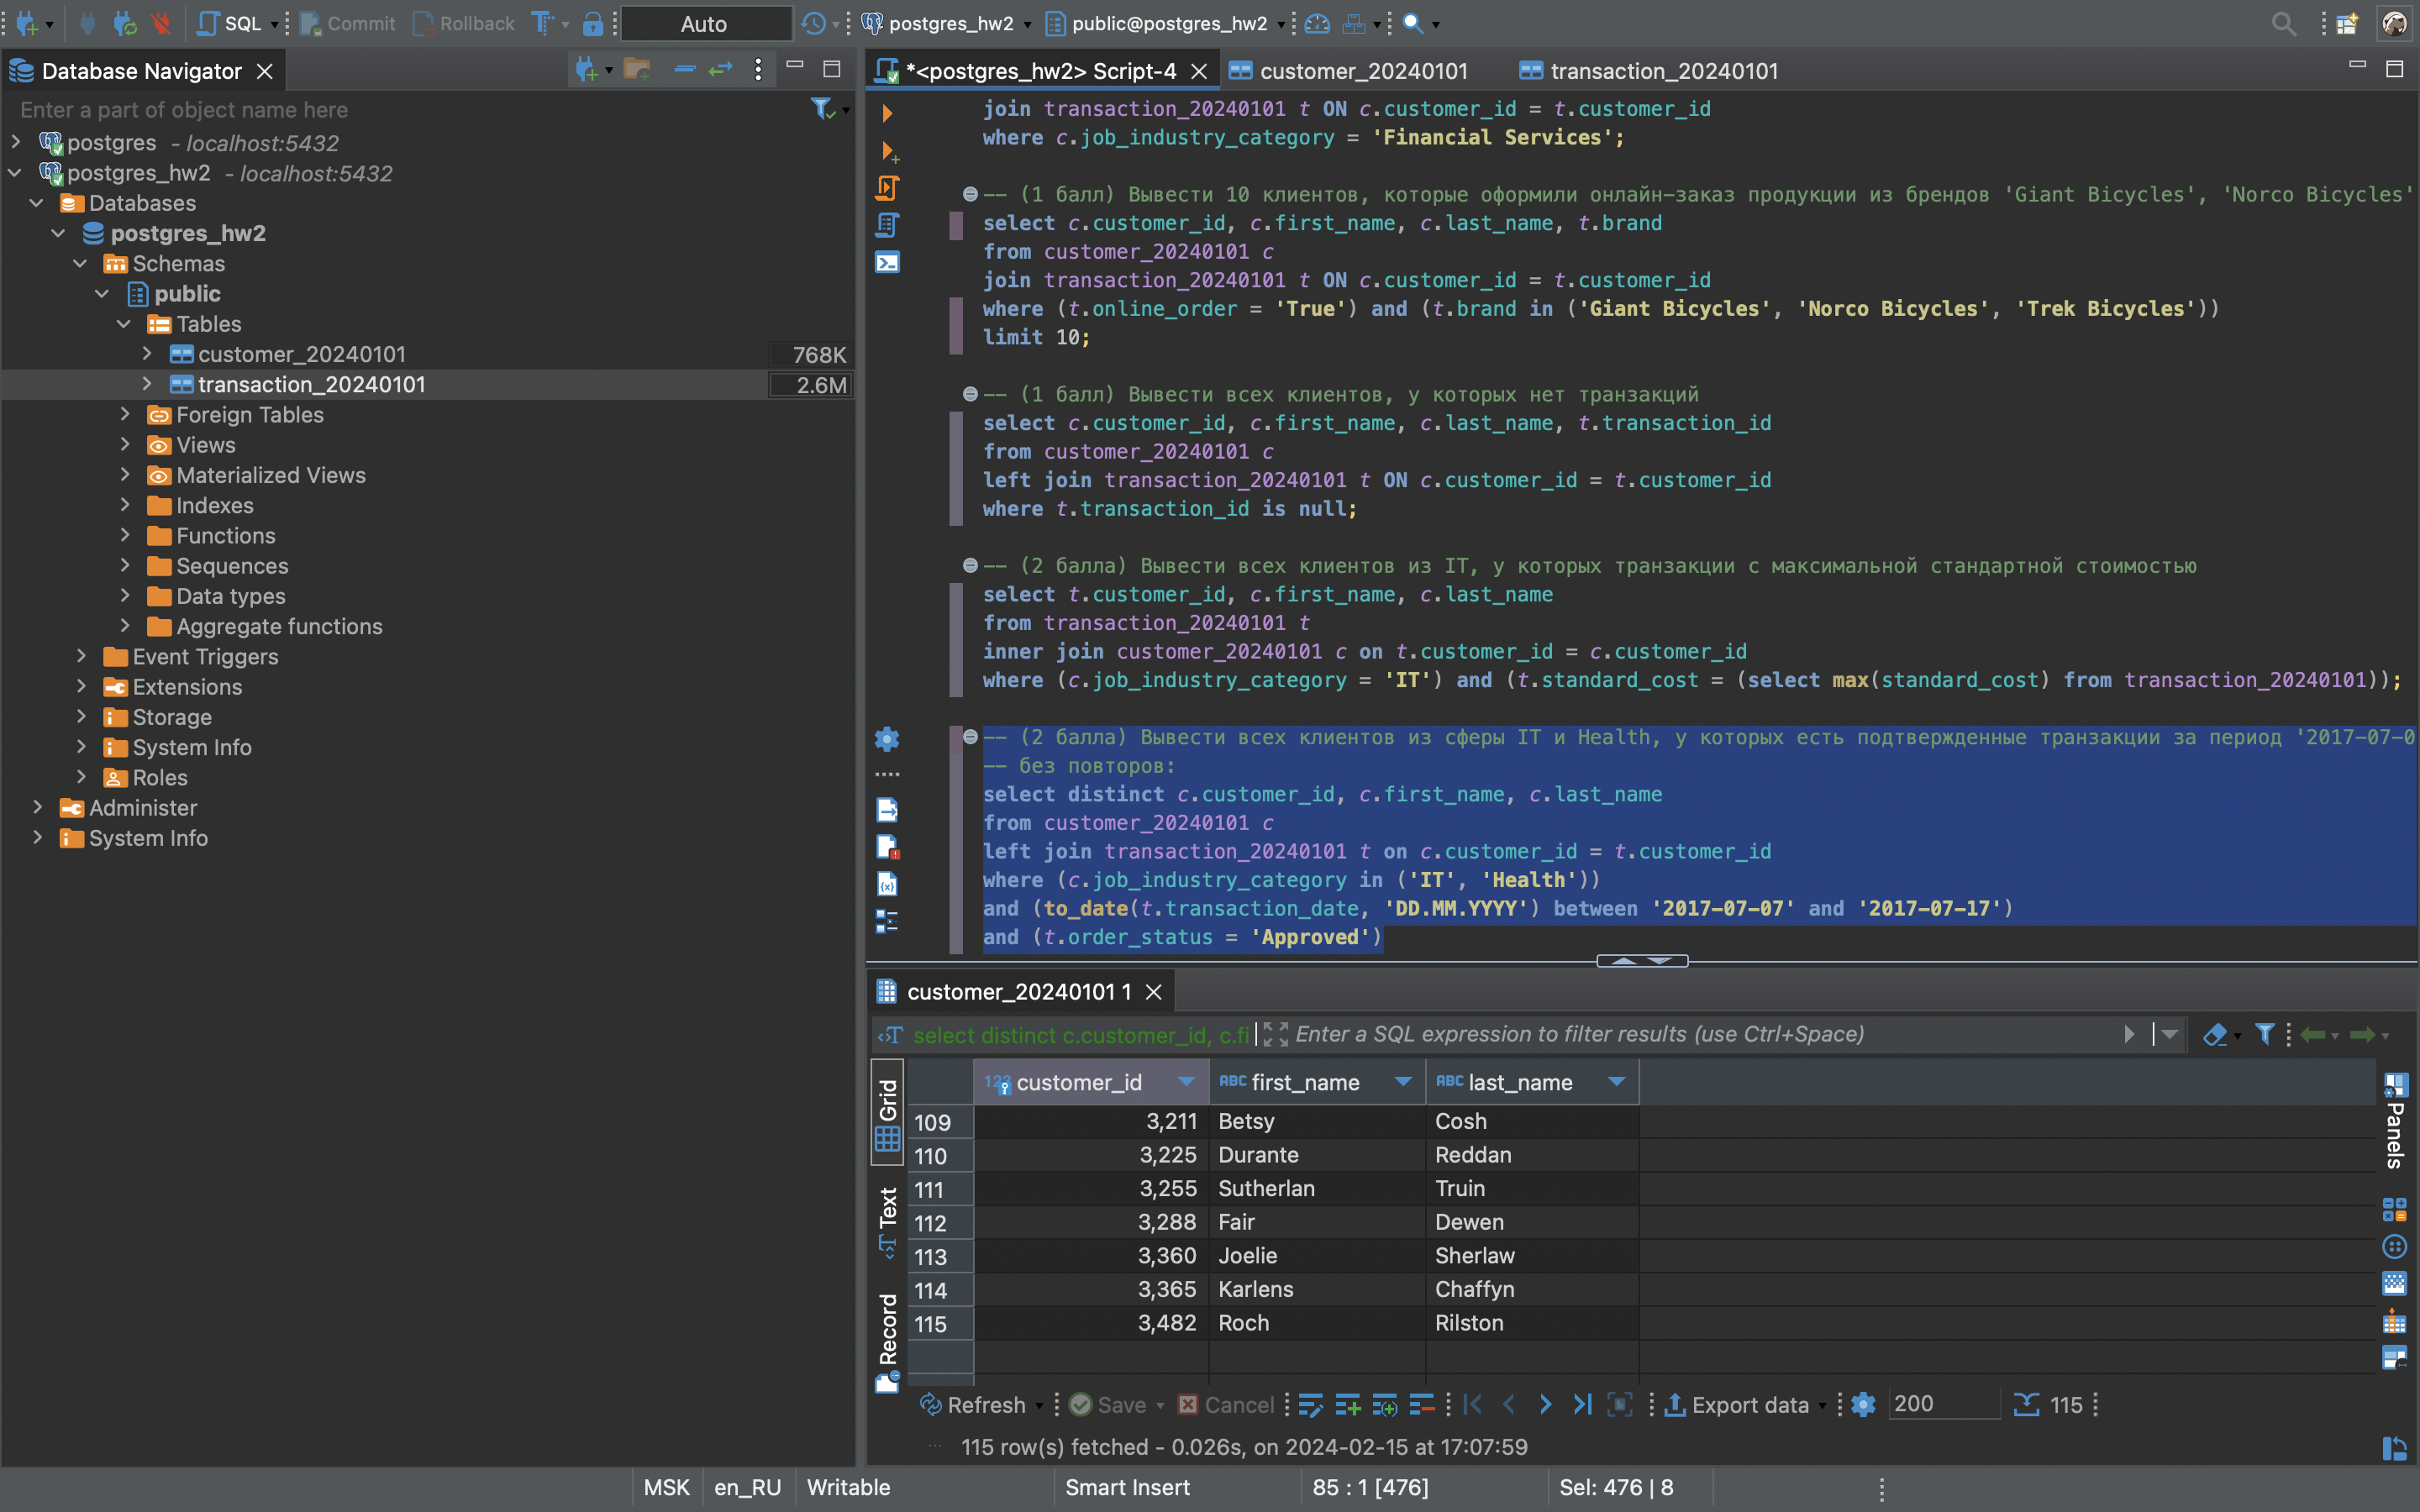 SQL
Commit
Rollback
Auto
postgres_hw2
public@postgres_hw2
Database Navigator
Enter a part of object name here
postgres - localhost:5432
postgres_hw2 - localhost:5432
Databases
postgres_hw2
Schemas
public
Tables
customer_20240101 768K
transaction_20240101 2.6M
Foreign Tables
Views
Materialized Views
Indexes
Functions
Sequences
Data types
Aggregate functions
Event Triggers
Extensions
Storage
System Info
Roles
Administer
System Info
*<postgres_hw2> Script-4
customer_20240101
transaction_20240101
join transaction_20240101 t ON c.customer_id = t.customer_id
where c.job_industry_category = 'Financial Services';
-- (1 балл) Вывести 10 клиентов, которые оформили онлайн-заказ продукции из брендов 'Giant Bicycles', 'Norco Bicycles'
select c.customer_id, c.first_name, c.last_name, t.brand
from customer_20240101 c
join transaction_20240101 t ON c.customer_id = t.customer_id
where (t.online_order = 'True') and (t.brand in ('Giant Bicycles', 'Norco Bicycles', 'Trek Bicycles'))
limit 10;
-- (1 балл) Вывести всех клиентов, у которых нет транзакций
select c.customer_id, c.first_name, c.last_name, t.transaction_id
from customer_20240101 c
left join transaction_20240101 t ON c.customer_id = t.customer_id
where t.transaction_id is null;
-- (2 балла) Вывести всех клиентов из IT, у которых транзакции с максимальной стандартной стоимостью
select t.customer_id, c.first_name, c.last_name
from transaction_20240101 t
inner join customer_20240101 c on t.customer_id = c.customer_id
where (c.job_industry_category = 'IT') and (t.standard_cost = (select max(standard_cost) from transaction_20240101));
-- (2 балла) Вывести всех клиентов из сферы IT и Health, у которых есть подтвержденные транзакции за период '2017-07-0
-- без повторов:
select distinct c.customer_id, c.first_name, c.last_name
from customer_20240101 c
left join transaction_20240101 t on c.customer_id = t.customer_id
where (c.job_industry_category in ('IT', 'Health'))
and (to_date(t.transaction_date, 'DD.MM.YYYY') between '2017-07-07' and '2017-07-17')
and (t.order_status = 'Approved')
customer_20240101 1
select distinct c.customer_id, c.fi
Enter a SQL expression to filter results (use Ctrl+Space)
Grid
Text
Record
Panels
123 customer_id ABC first_name ABC last_name
109 3,211 Betsy Cosh
110 3,225 Durante Reddan
111 3,255 Sutherlan Truin
112 3,288 Fair Dewen
113 3,360 Joelie Sherlaw
114 3,365 Karlens Chaffyn
115 3,482 Roch Rilston
Refresh Save Cancel Export data 200 115
115 row(s) fetched - 0.026s, on 2024-02-15 at 17:07:59
MSK en_RU Writable Smart Insert 85 : 1 [476] Sel: 476 | 8